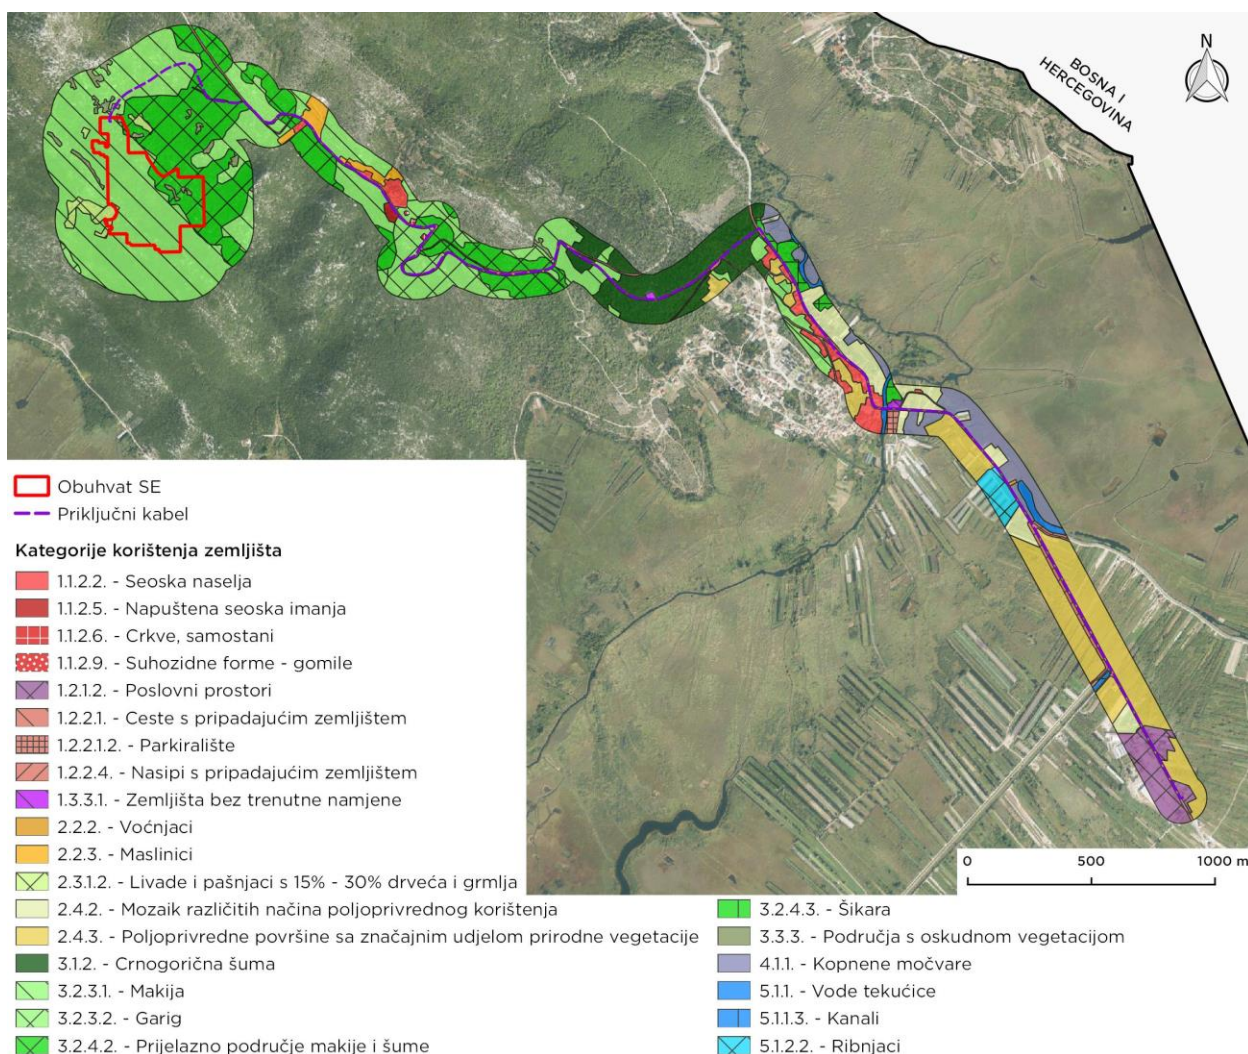 BOSNA I
HERCEGOVINA
N
Obuhvat SE
Priključni kabel
Kategorije korištenja zemljišta
1.1.2.2. - Seoska naselja
1.1.2.5. - Napuštena seoska imanja
1.1.2.6. - Crkve, samostani
1.1.2.9. - Suhozidne forme - gomile
1.2.1.2. - Poslovni prostori
1.2.2.1. - Ceste s pripadajućim zemljištem
1.2.2.1.2. - Parkiralište
1.2.2.4. - Nasipi s pripadajućim zemljištem
1.3.3.1. - Zemljišta bez trenutne namjene
2.2.2. - Voćnjaci
2.2.3. - Maslinici
2.3.1.2. - Livade i pašnjaci s 15% - 30% drveća i grmlja
2.4.2. - Mozaik različitih načina poljoprivrednog korištenja
2.4.3. - Poljoprivredne površine sa značajnim udjelom prirodne vegetacije
3.1.2. - Crnogorična šuma
3.2.3.1. - Makija
3.2.3.2. - Garig
3.2.4.2. - Prijelazno područje makije i šume
0 500 1000 m
3.2.4.3. - Šikara
3.3.3. - Područja s oskudnom vegetacijom
4.1.1. - Kopnene močvare
5.1.1. - Vode tekućice
5.1.1.3. - Kanali
5.1.2.2. - Ribnjaci